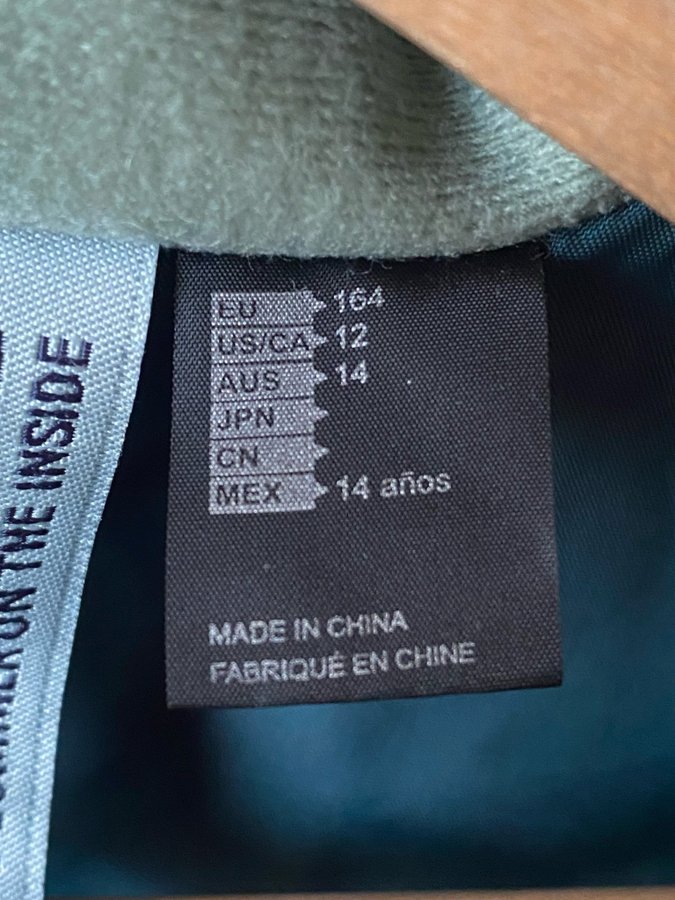 EU 164
US/CA 12
AUS 14
JPN
CN
MEX 14 años
MADE IN CHINA
FABRIQUÉ EN CHINE
ON THE INSIDE